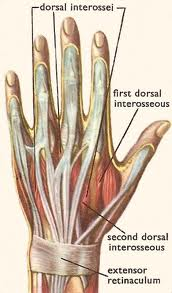 dorsal interossei
first dorsal
interosseous
second dorsal
interosseous
extensor
retinaculum